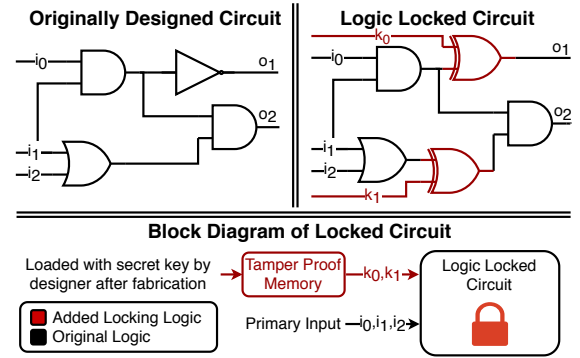 Originally Designed Circuit
i0
i1
i2
o1
o2
Logic Locked Circuit
k0
i0
i1
i2
k1
o1
o2
Block Diagram of Locked Circuit
Loaded with secret key by
designer after fabrication
Tamper Proof
Memory
k0,k1
Logic Locked
Circuit
Primary Input
i0,i1,i2
Added Locking Logic
Original Logic